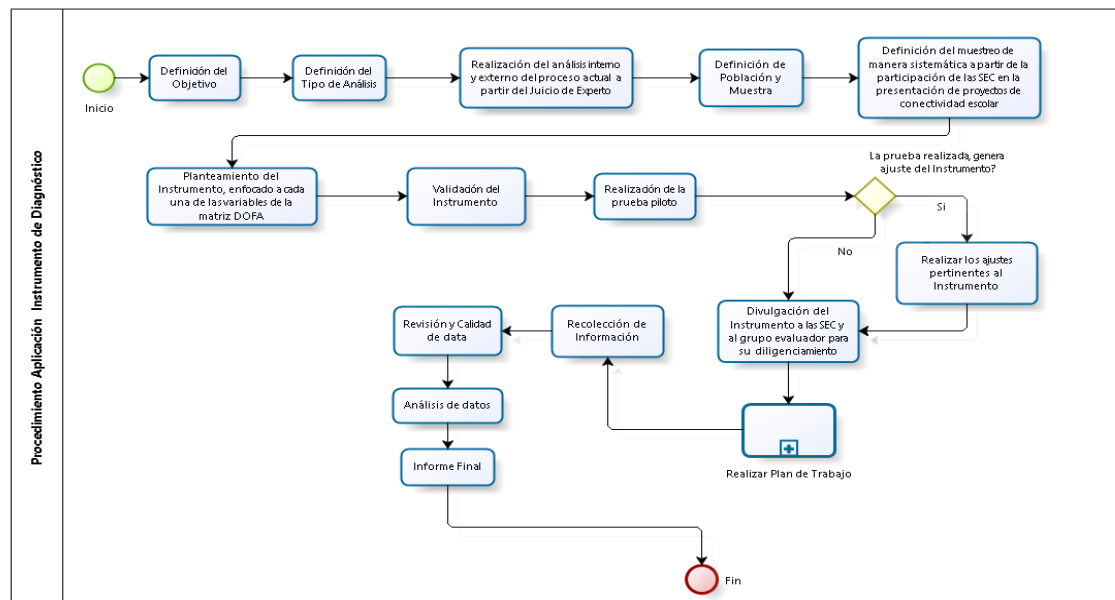 Procedimiento Aplicación Instrumento de Diagnóstico
Inicio
Definición del
Objetivo
Definición del
Tipo de Análisis
Realización del análisis interno
y externo del proceso actual a
partir del Juicio de Experto
Definición de
Población y
Muestra
Definición del muestreo de
manera sistemática a partir de la
participación de las SEC en la
presentación de proyectos de
conectividad escolar
Planteamiento del
Instrumento, enfocado a cada
una de las variables de la
matriz DOFA
Validación del
Instrumento
Realización de la
prueba piloto
La prueba realizada, genera
ajuste del Instrumento?
Si
No
Realizar los ajustes
pertinentes al
Instrumento
Divulgación del
Instrumento a las SEC y
al grupo evaluador para
su diligenciamiento
Realizar Plan de Trabajo
Recolección de
Información
Revisión y Calidad
de data
Análisis de datos
Informe Final
Fin